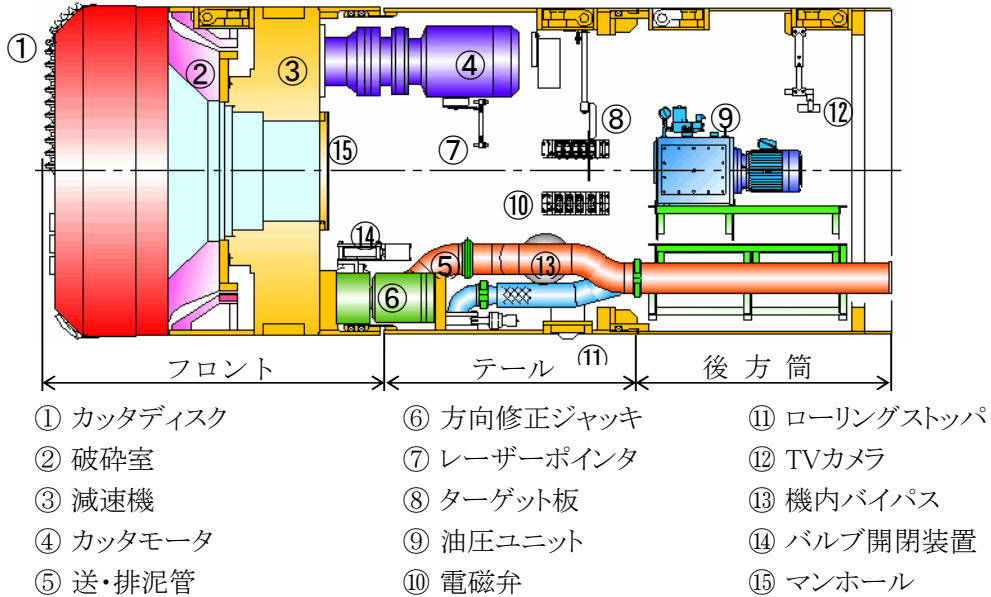 ①
②
③
④
⑫
⑧
⑨
⑦
⑮
⑩
⑭
⑤
⑬
⑥
⑪
フロント
テール
後方筒
① カッタディスク
② 破砕室
③ 減速機
④ カッタモータ
⑤ 送・排泥管
⑥ 方向修正ジャッキ
⑦ レーザーポインタ
⑧ ターゲット板
⑨ 油圧ユニット
⑩ 電磁弁
⑪ ローリングストッパ
⑫ TVカメラ
⑬ 機内バイパス
⑭ バルブ開閉装置
⑮ マンホール